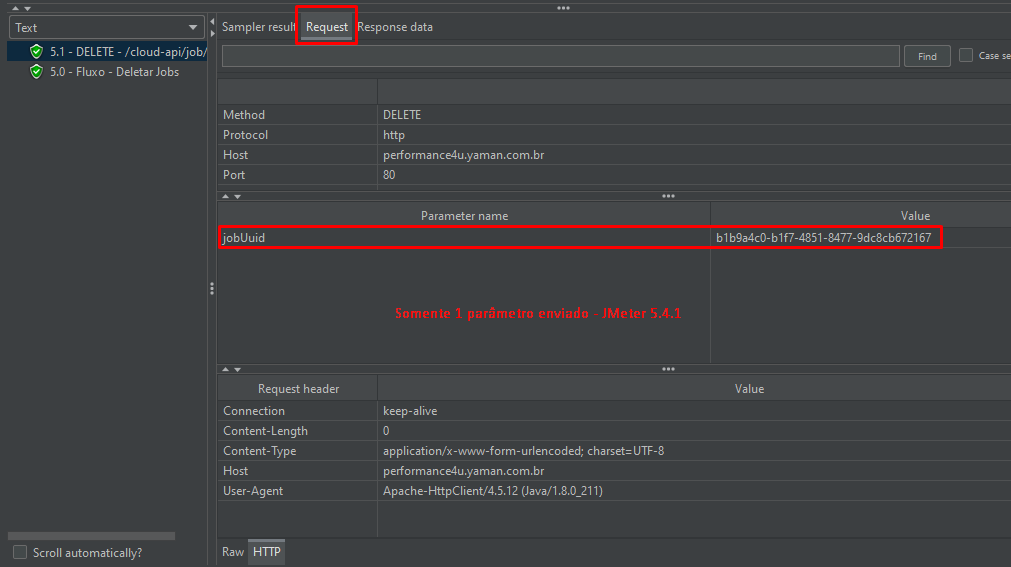 Text
Sampler result Request Response data
5.1 - DELETE - /cloud-api/job/
5.0 - Fluxo - Deletar Jobs
Find Case se
Method DELETE
Protocol http
Host performance4u.yaman.com.br
Port 80
Parameter name Value
jobUuid b1b9a4c0-b1f7-4851-8477-9dc8cb672167
Somente 1 parâmetro enviado - JMeter 5.4.1
Request header Value
Connection keep-alive
Content-Length 0
Content-Type application/x-www-form-urlencoded; charset=UTF-8
Host performance4u.yaman.com.br
User-Agent Apache-HttpClient/4.5.12 (Java/1.8.0_211)
Scroll automatically?
Raw HTTP